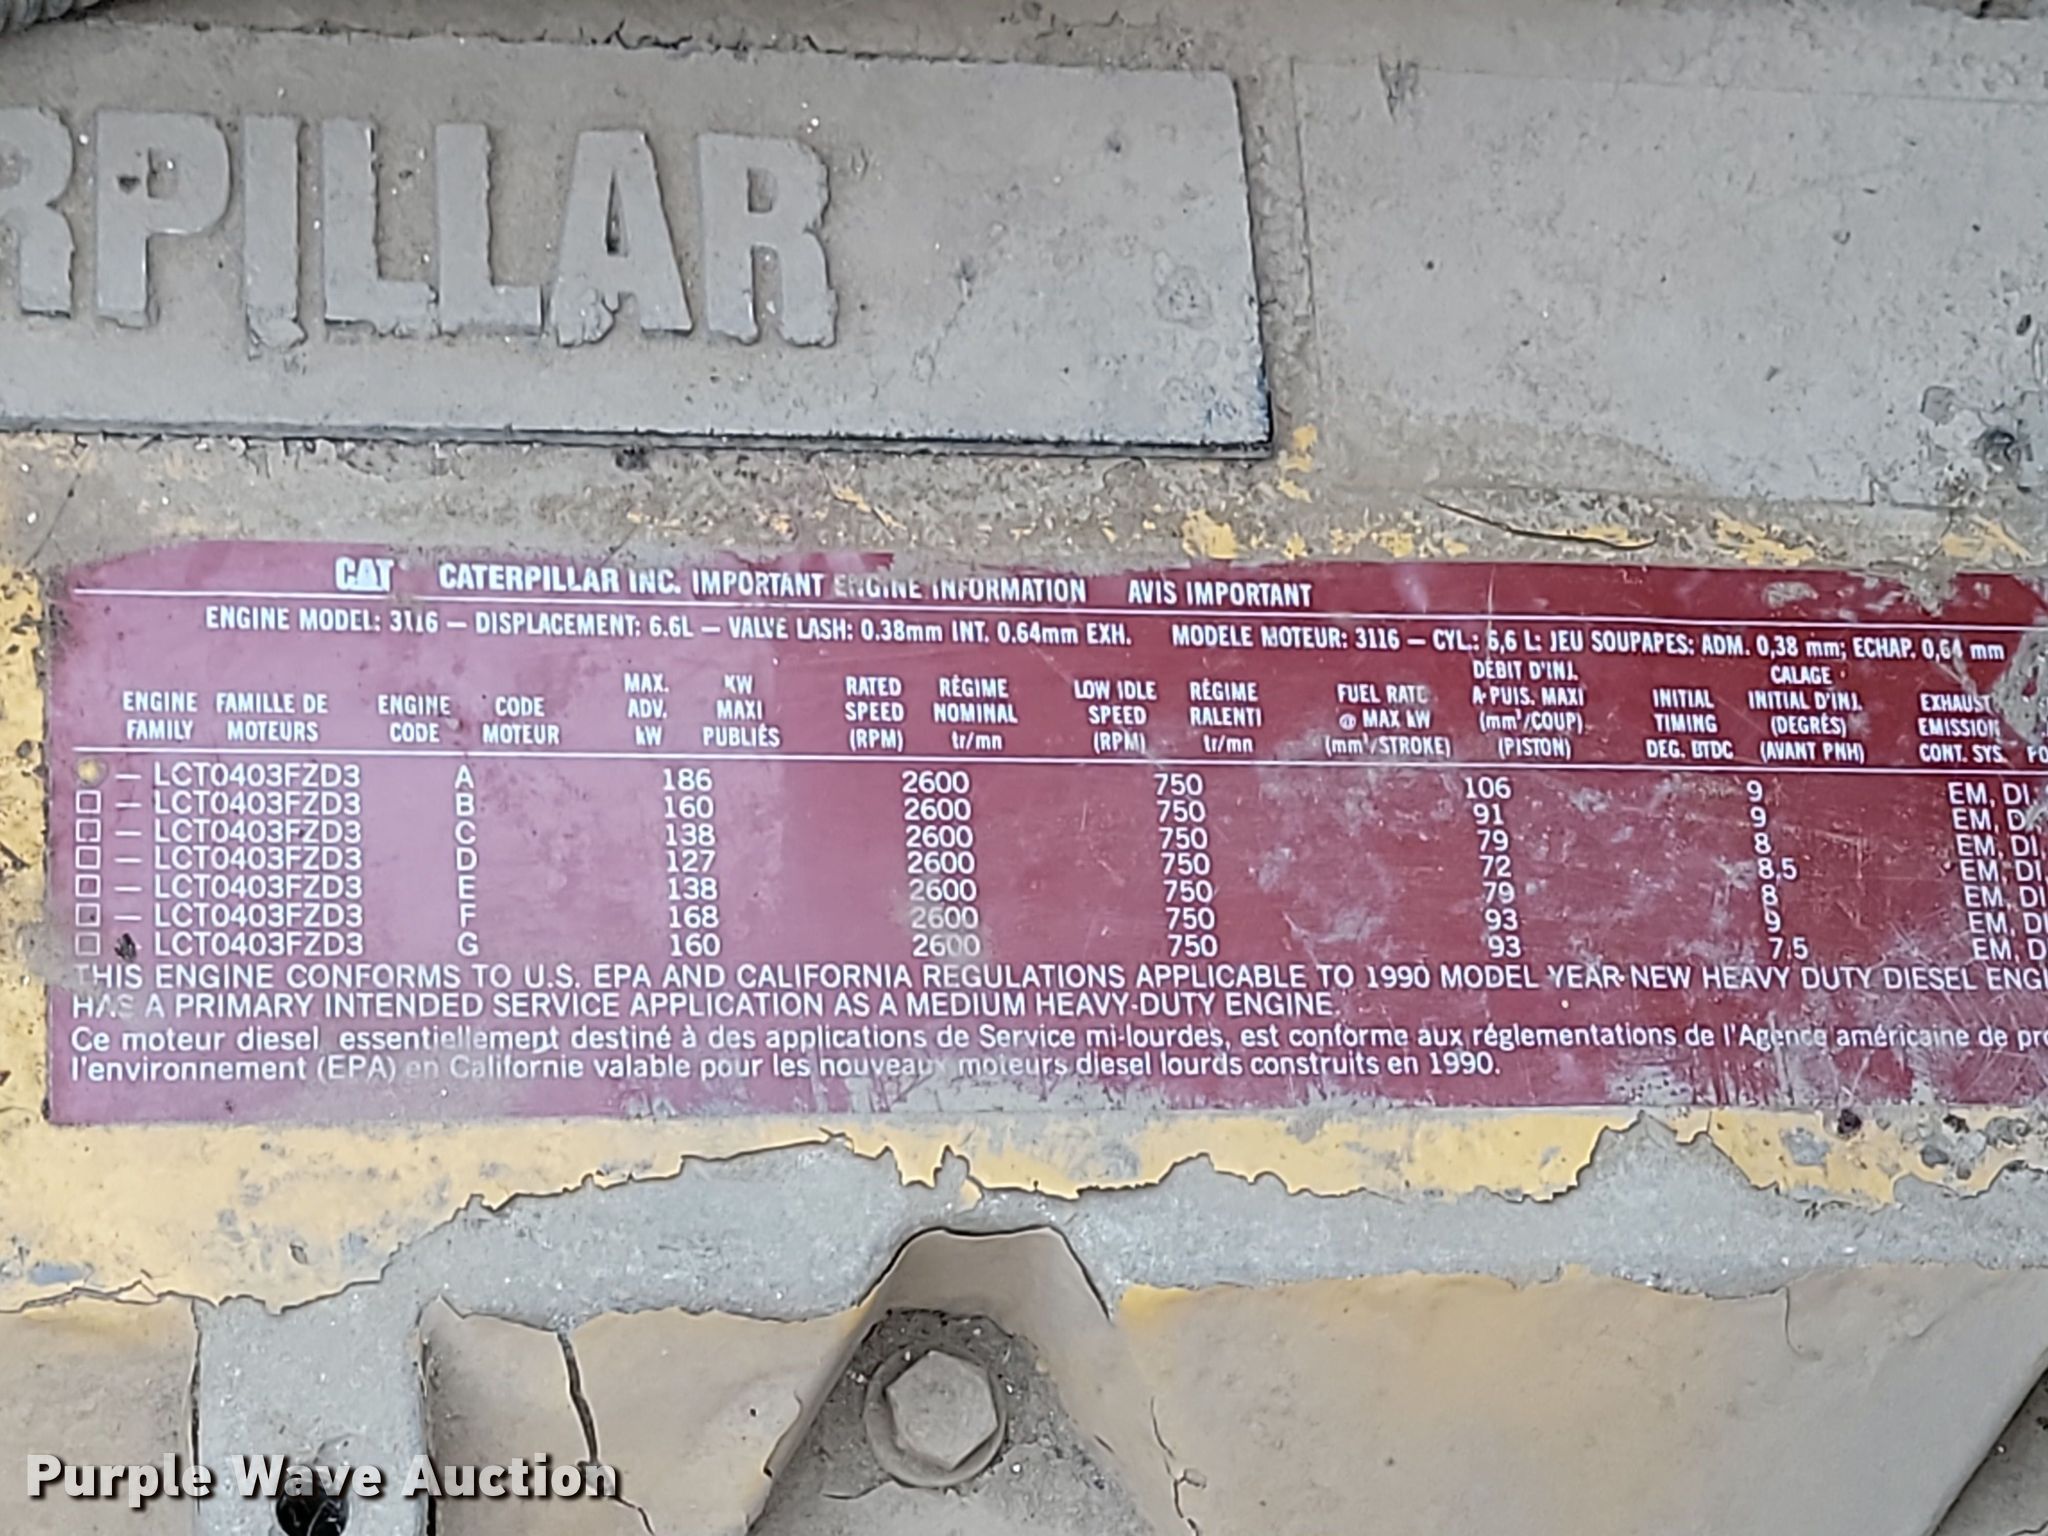 RPILLAR
CAT CATERPILLAR INC. IMPORTANT ENGINE INFORMATION AVIS IMPORTANT
ENGINE MODEL: 3116 — DISPLACEMENT: 6.6L — VALVE LASH: 0.38mm INT. 0.64mm EXH. MODELE MOTEUR: 3116 — CYL.: 6,6 L: JEU SOUPAPES: ADM. 0,38 mm; ECHAP. 0,64 mm
DÉBIT D'INJ. CALAGE
MAX. KW RATED RÉGIME LOW IDLE RÉGIME FUEL RATE A PUIS. MAXI INITIAL INITIAL D'INJ. EXHAUST
ENGINE FAMILLE DE ENGINE CODE ADV. MAXI SPEED NOMINAL SPEED RALENTI @ MAX kW (mm³/COUP) TIMING (DEGRÉS) EMISSION
FAMILY MOTEURS CODE MOTEUR kW PUBLIÉS (RPM) tr/mn (RPM) tr/mn (mm³/STROKE) (PISTON) DEG. BTDC (AVANT PNH) CONT. SYS.
— LCT0403FZD3 A 186 2600 750 106 9 EM, DI,
□ — LCT0403FZD3 B 160 2600 750 91 9 EM, DI,
□ — LCT0403FZD3 C 138 2600 750 79 8 EM, DI,
□ — LCT0403FZD3 D 127 2600 750 72 8.5 EM, DI,
□ — LCT0403FZD3 E 138 2600 750 79 8 EM, DI
□ — LCT0403FZD3 F 168 2600 750 93 9 EM, DI
□ — LCT0403FZD3 G 160 2600 750 93 7.5 EM, D
THIS ENGINE CONFORMS TO U.S. EPA AND CALIFORNIA REGULATIONS APPLICABLE TO 1990 MODEL YEAR NEW HEAVY DUTY DIESEL ENG
HAS A PRIMARY INTENDED SERVICE APPLICATION AS A MEDIUM HEAVY-DUTY ENGINE.
Ce moteur diesel, essentiellement destiné à des applications de Service mi-lourdes, est conforme aux réglementations de l'Agence américaine de pro
l'environnement (EPA) en Californie valable pour les nouveaux moteurs diesel lourds construits en 1990.
Purple Wave Auction